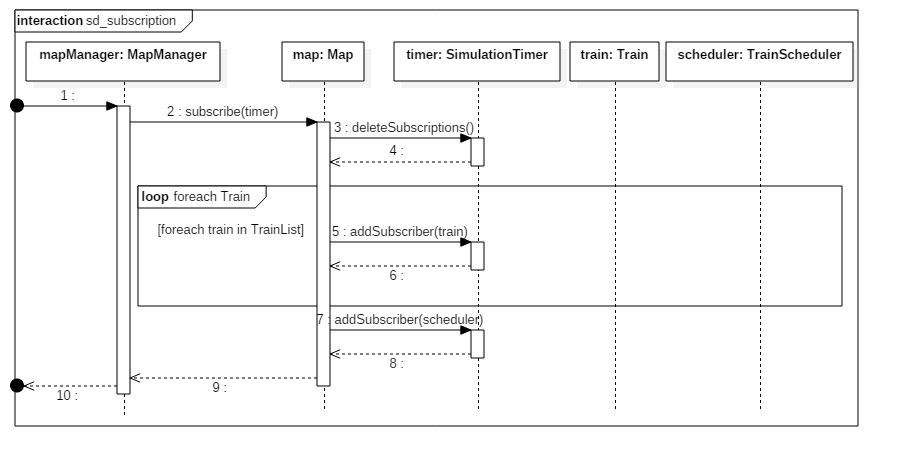 interaction sd_subscription
mapManager: MapManager
map: Map
timer: SimulationTimer
train: Train
scheduler: TrainScheduler
1 :
2 : subscribe(timer)
3 : deleteSubscriptions()
4 :
loop foreach Train
[foreach train in TrainList]
5 : addSubscriber(train)
6 :
7 : addSubscriber(scheduler)
8 :
9 :
10 :